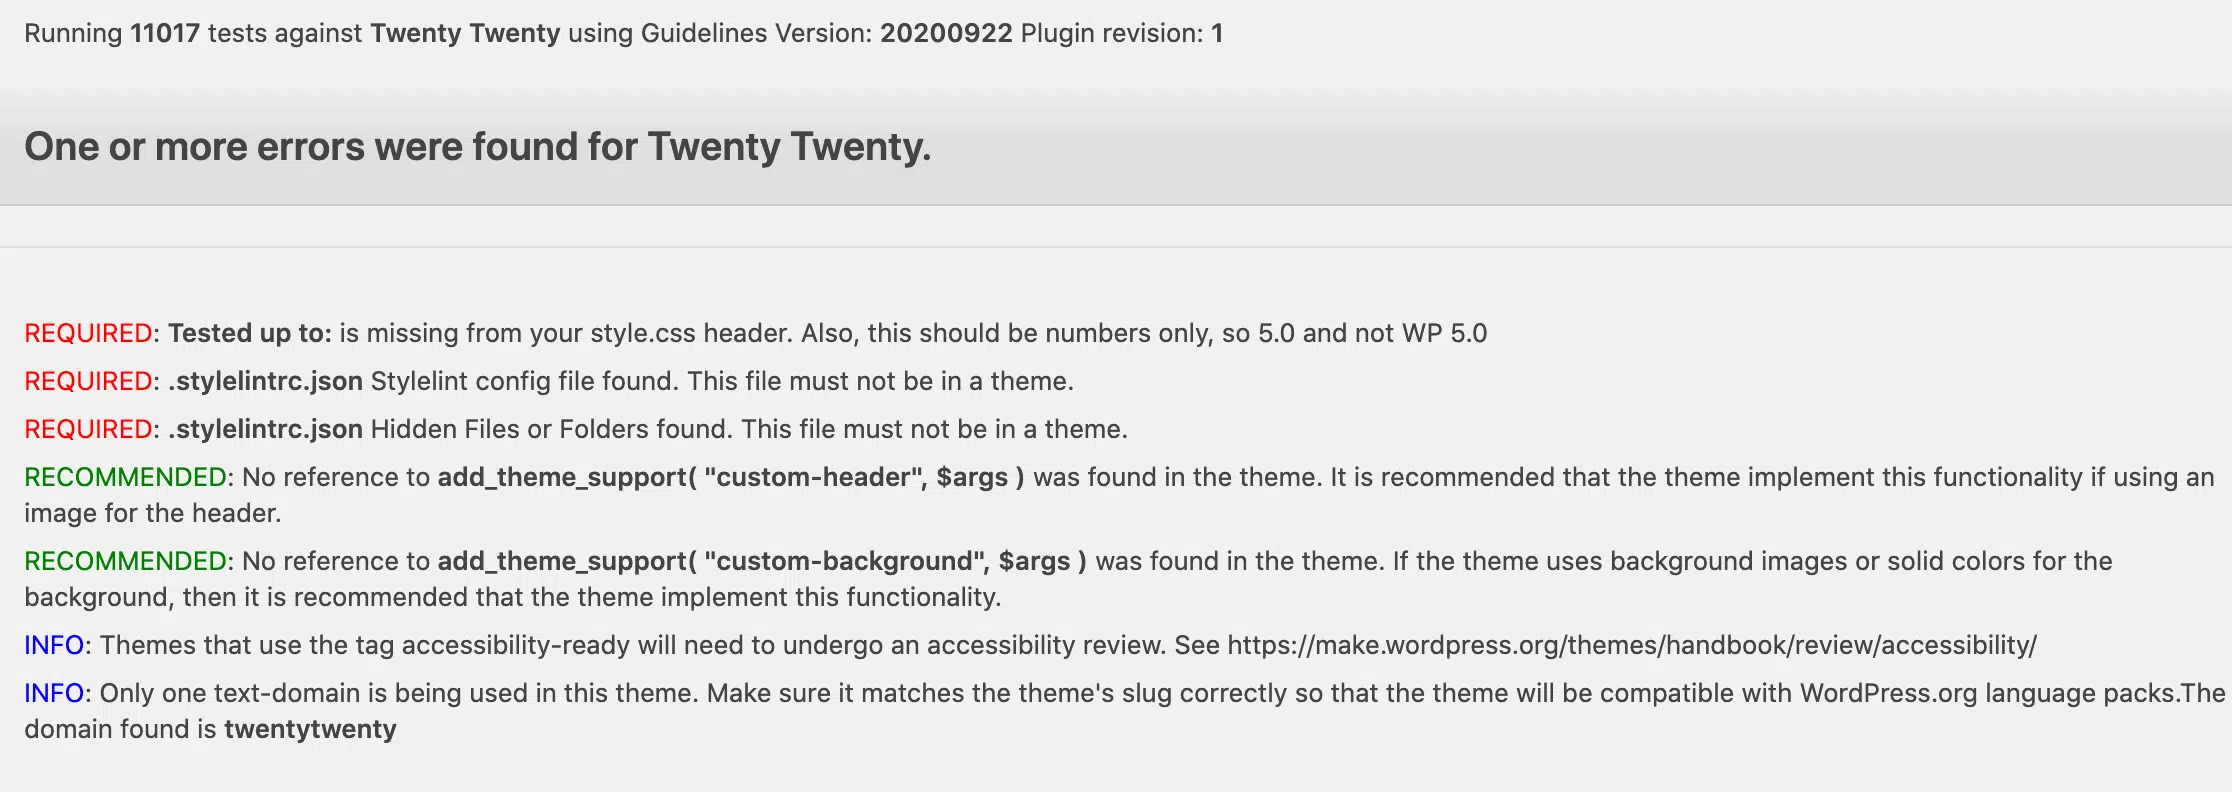 Running 11017 tests against Twenty Twenty using Guidelines Version: 20200922 Plugin revision: 1
One or more errors were found for Twenty Twenty.
REQUIRED: Tested up to: is missing from your style.css header. Also, this should be numbers only, so 5.0 and not WP 5.0
REQUIRED: .stylelintrc.json Stylelint config file found. This file must not be in a theme.
REQUIRED: .stylelintrc.json Hidden Files or Folders found. This file must not be in a theme.
RECOMMENDED: No reference to add_theme_support( "custom-header", $args ) was found in the theme. It is recommended that the theme implement this functionality if using an
image for the header.
RECOMMENDED: No reference to add_theme_support( "custom-background", $args ) was found in the theme. If the theme uses background images or solid colors for the
background, then it is recommended that the theme implement this functionality.
INFO: Themes that use the tag accessibility-ready will need to undergo an accessibility review. See https://make.wordpress.org/themes/handbook/review/accessibility/
INFO: Only one text-domain is being used in this theme. Make sure it matches the theme's slug correctly so that the theme will be compatible with WordPress.org language packs.The
domain found is twentytwenty